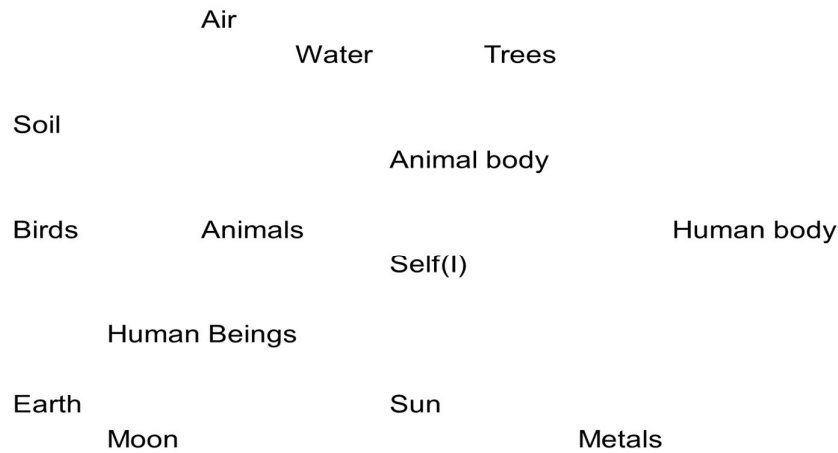 Air
Water Trees
Soil
Animal body
Birds Animals Human body
Self(I)
Human Beings
Earth Sun
Moon Metals